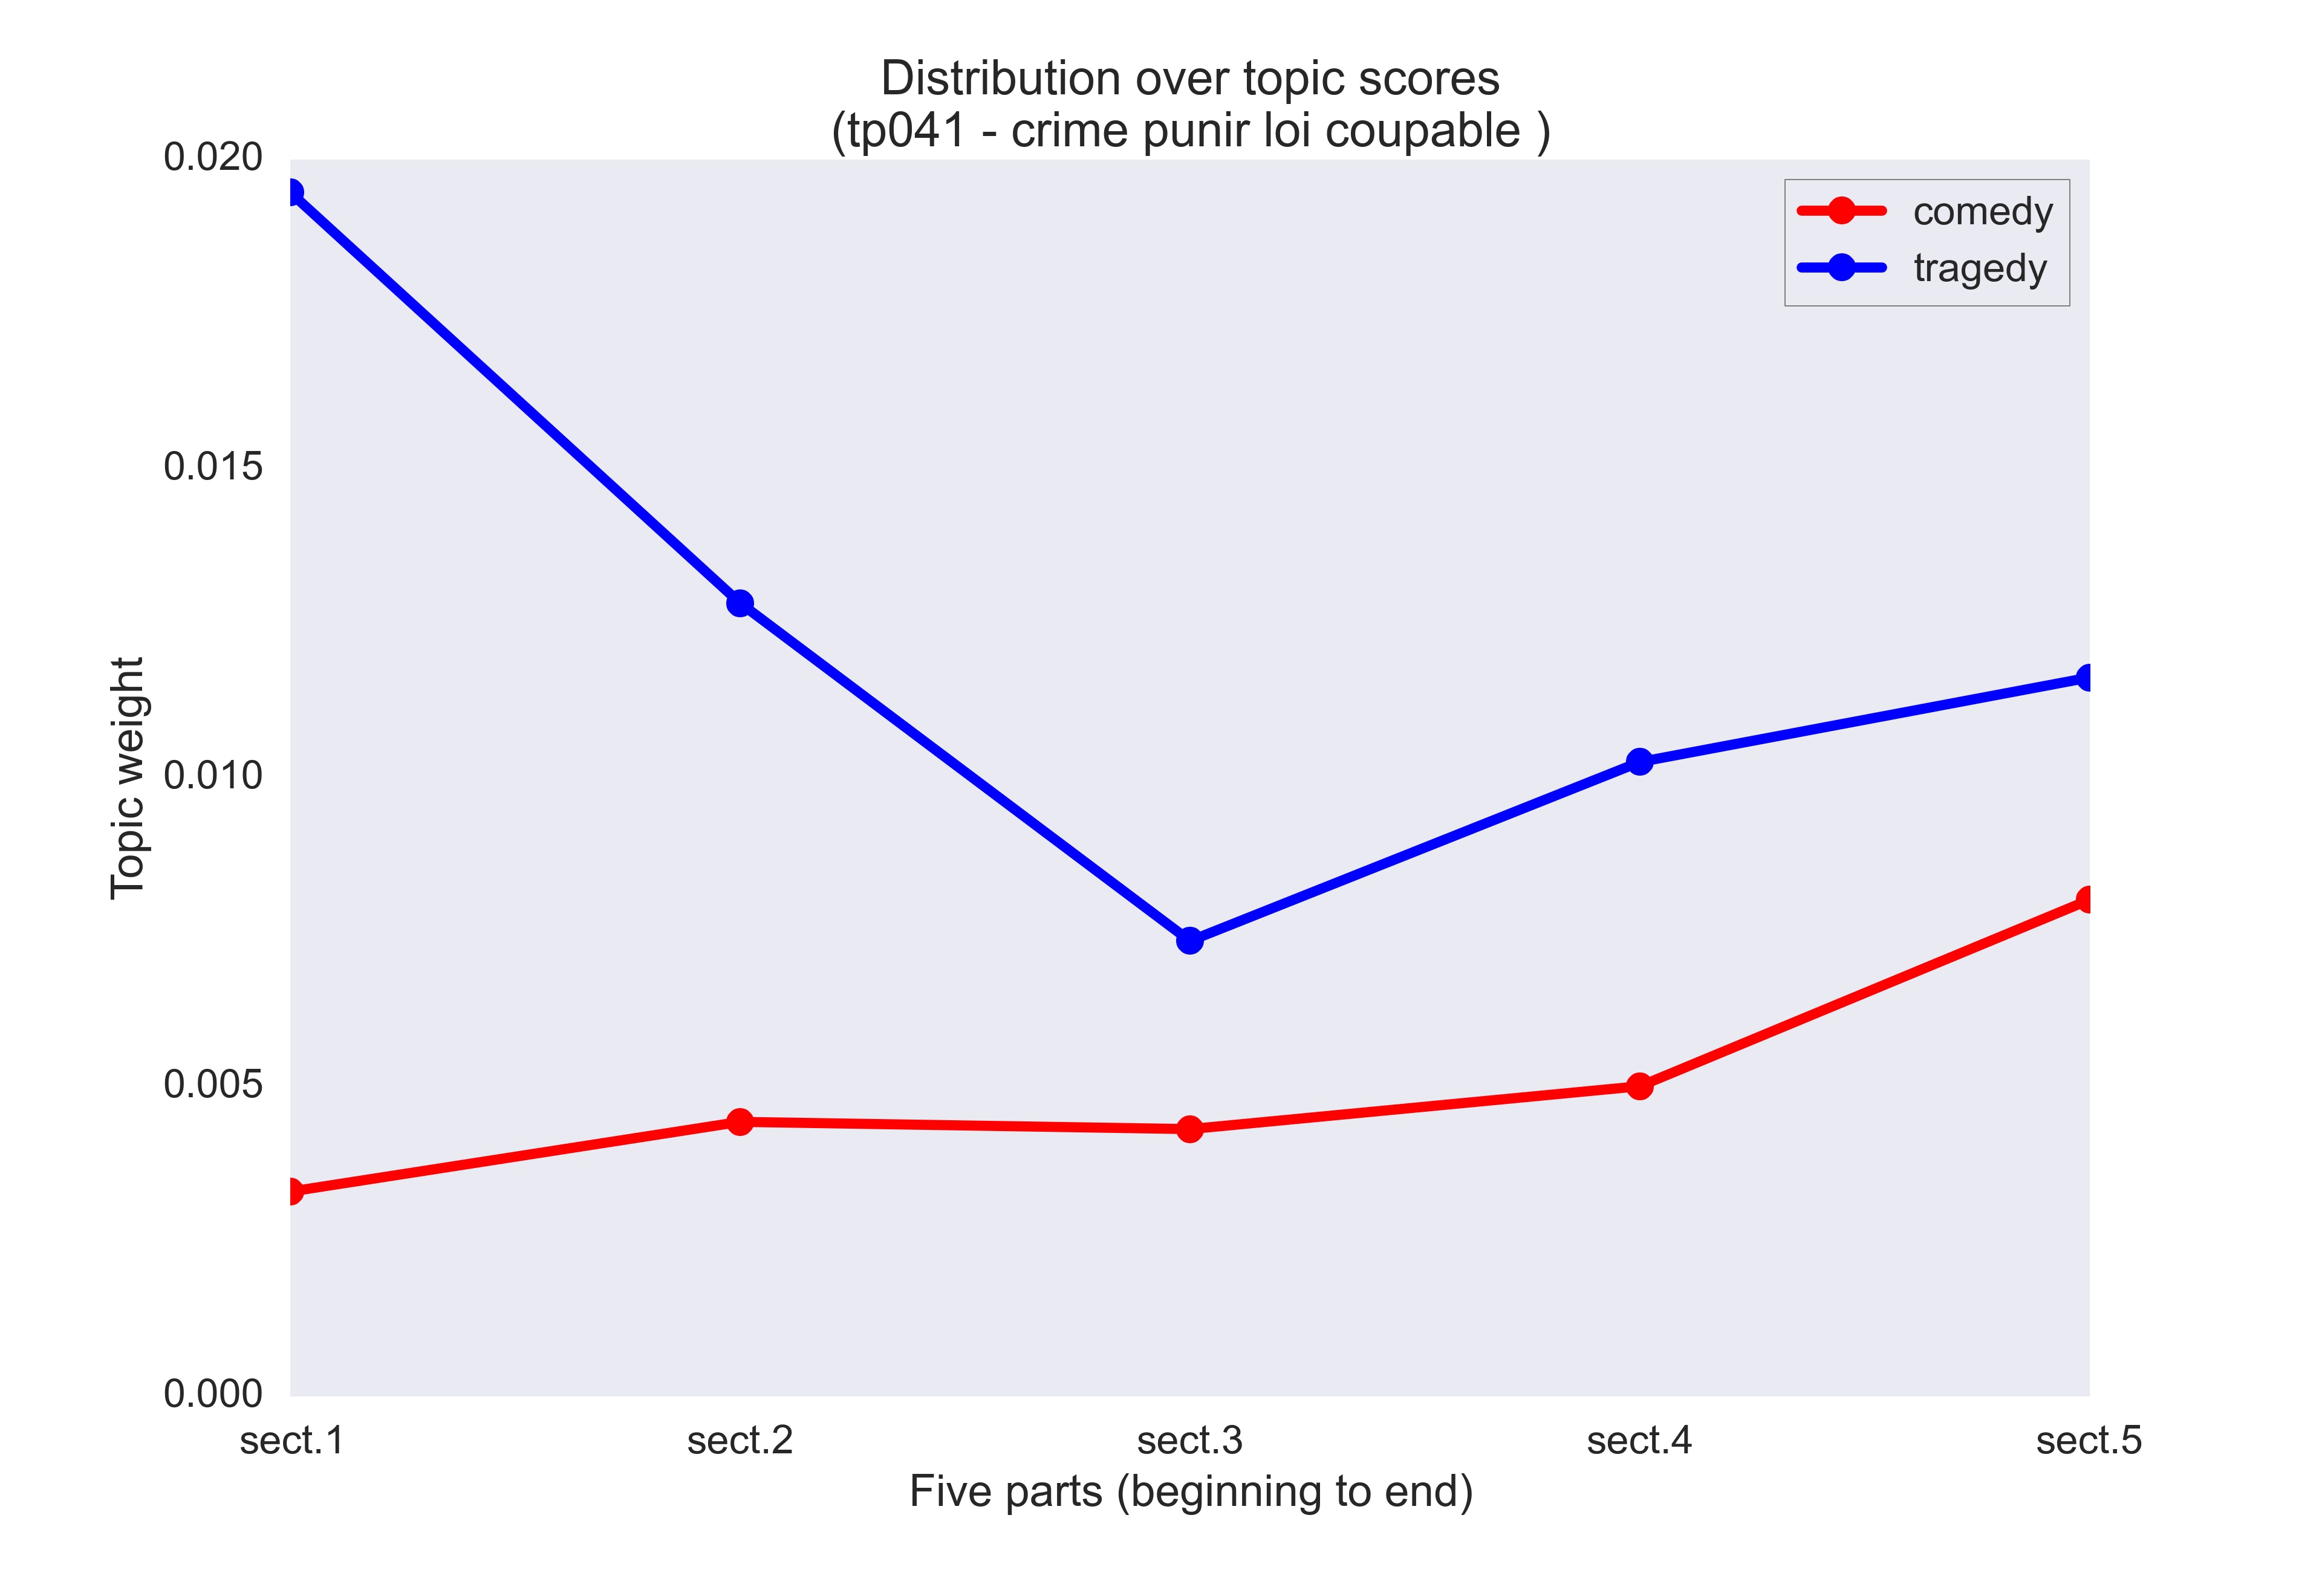 Distribution over topic scores
(tp041 - crime punir loi coupable )
comedy
tragedy
Topic weight
0.020
0.015
0.010
0.005
0.000
sect.1 sect.2 sect.3 sect.4 sect.5
Five parts (beginning to end)